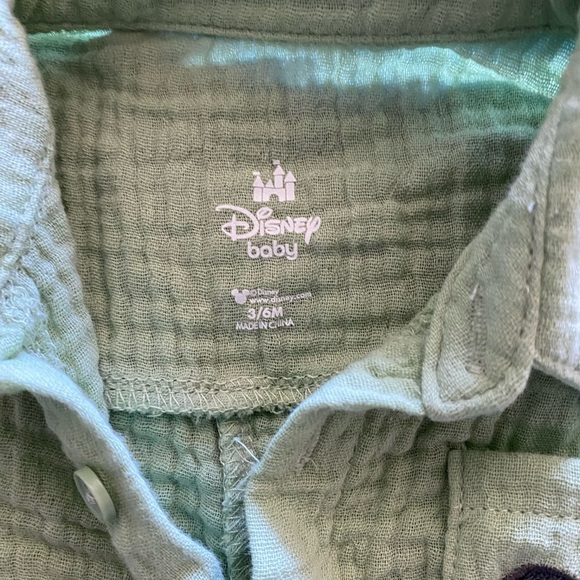 Disney
baby
© Disney
www.disney.com
3/6M
MADE IN CHINA